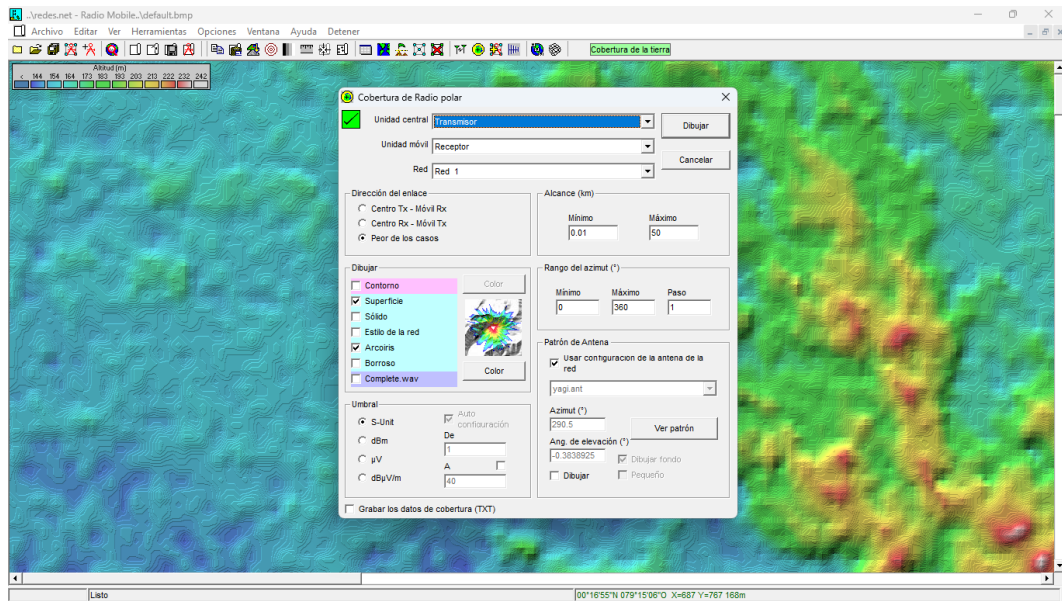 ..\redes.net - Radio Mobile..\default.bmp
Archivo Editar Ver Herramientas Opciones Ventana Ayuda Detener
Cobertura de la tierra
Altitud (m)
< 144 154 164 173 183 193 203 213 222 232 242
Cobertura de Radio polar
Unidad central Transmisor
Dibujar
Unidad móvil Receptor
Cancelar
Red Red 1
Dirección del enlace
Centro Tx - Móvil Rx
Centro Rx - Móvil Tx
Peor de los casos
Alcance (km)
Mínimo Máximo
0.01 50
Dibujar
Contorno
Color
Superficie
Sólido
Estilo de la red
Arcoiris
Borroso
Color
Complete.wav
Rango del azimut (°)
Mínimo Máximo Paso
0 360 1
Patrón de Antena
Usar configuración de la antena de la
red
yagi.ant
Azimut (°)
290.5
Ver patrón
Ang. de elevación (°)
-0.3838925
Dibujar fondo
Dibujar
Pequeño
Umbral
S-Unit
Auto
configuración
dBm
De
1
µV
A
dBµV/m
40
Grabar los datos de cobertura (TXT)
Listo
00°16'55"N 079°15'06"O X=687 Y=767 168m